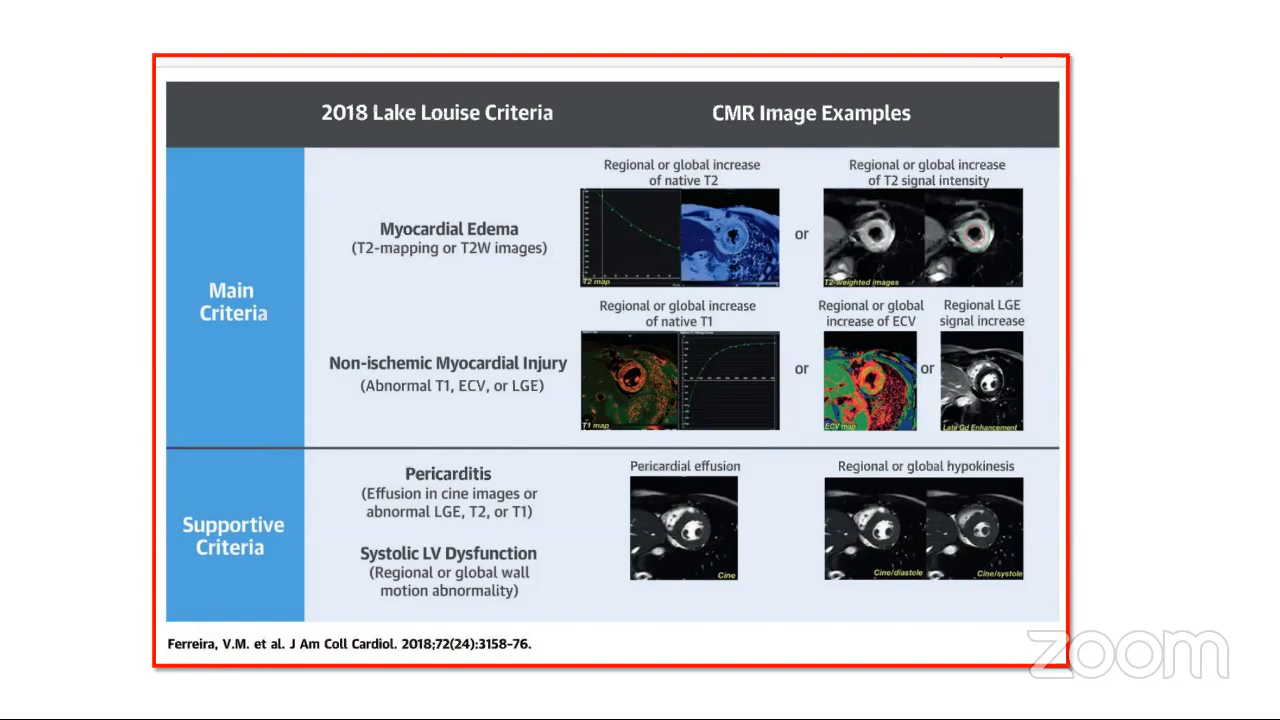 2018 Lake Louise Criteria
CMR Image Examples
Main
Criteria
Myocardial Edema
(T2-mapping or T2W images)
Regional or global increase
of native T2
T2 map
or
Regional or global increase
of T2 signal intensity
T2-weighted images
Non-ischemic Myocardial Injury
(Abnormal T1, ECV, or LGE)
Regional or global increase
of native T1
T1 map
or
Regional or global
increase of ECV
ECV map
or
Regional LGE
signal increase
Late Gd Enhancement
Supportive
Criteria
Pericarditis
(Effusion in cine images or
abnormal LGE, T2, or T1)
Systolic LV Dysfunction
(Regional or global wall
motion abnormality)
Pericardial effusion
Cine
Regional or global hypokinesis
Cine/diastole
Cine/systole
Ferreira, V.M. et al. J Am Coll Cardiol. 2018;72(24):3158-76.
zoom